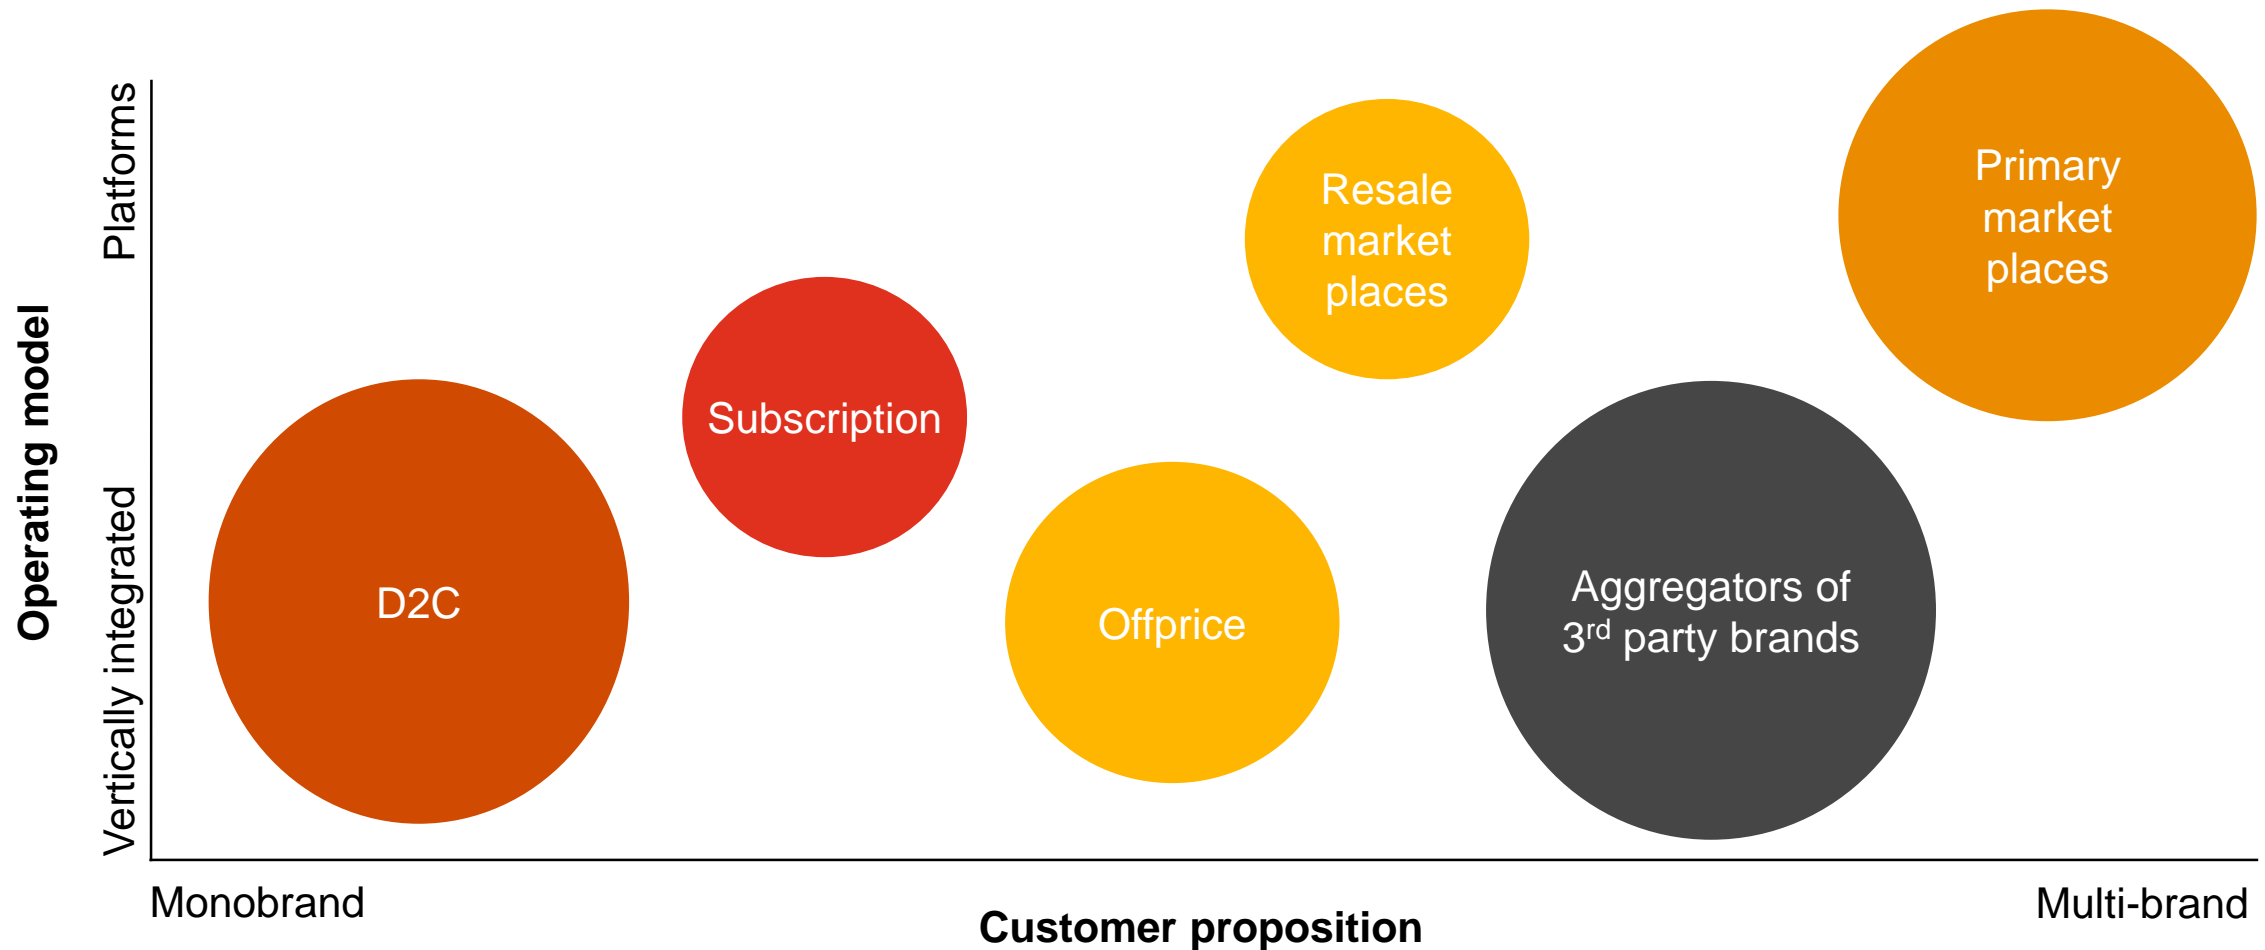 Operating model
Platforms
Vertically integrated
D2C
Subscription
Offprice
Resale
market
places
Aggregators of
3rd party brands
Primary
market
places
Monobrand
Multi-brand
Customer proposition